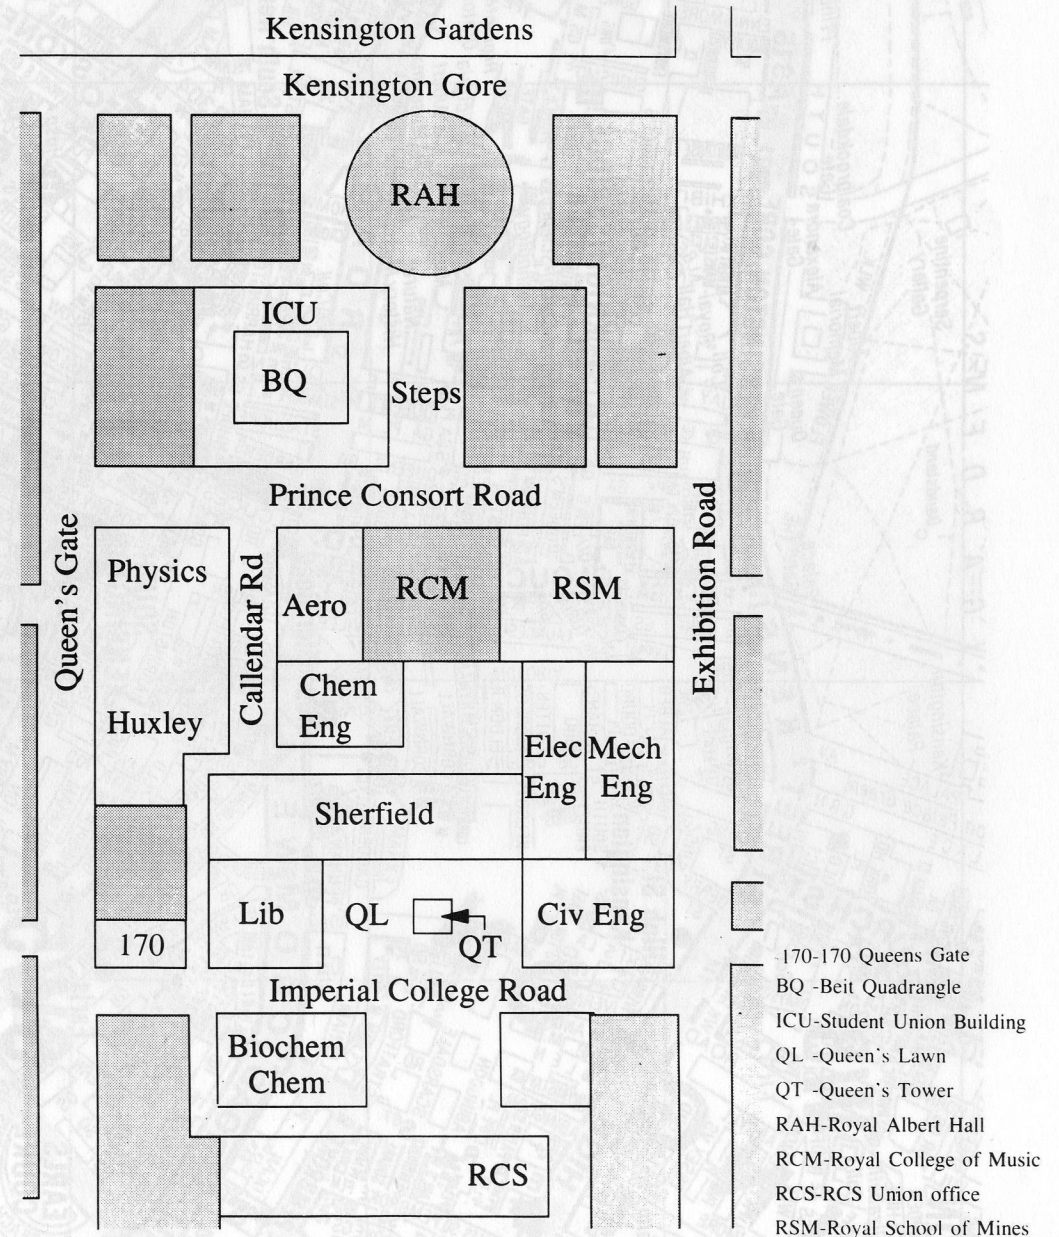 Kensington Gardens
Kensington Gore
RAH
ICU
BQ
Steps
Prince Consort Road
Queen's Gate
Physics
Huxley
Callendar Rd
Aero
RCM
RSM
Exhibition Road
Chem
Eng
Elec
Eng
Mech
Eng
Sherfield
Lib
QL
QT
Civ Eng
170
Imperial College Road
Biochem
Chem
RCS
170-170 Queens Gate
BQ -Beit Quadrangle
ICU-Student Union Building
QL -Queen's Lawn
QT -Queen's Tower
RAH-Royal Albert Hall
RCM-Royal College of Music
RCS-RCS Union office
RSM-Royal School of Mines